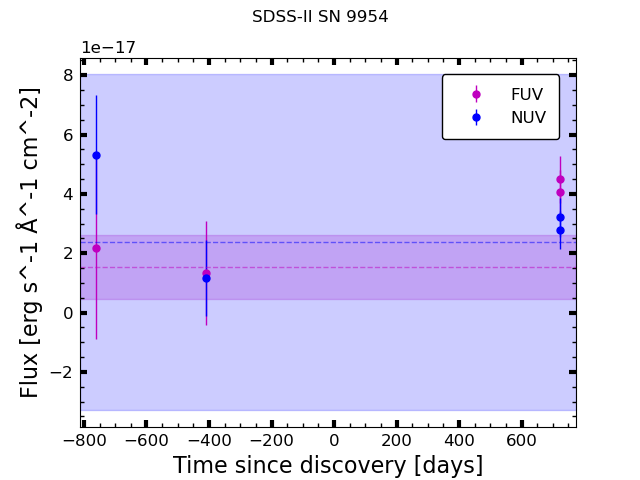 SDSS-II SN 9954
1e−17
FUV
NUV
8
6
4
2
0
−2
Flux [erg s^-1 Å^-1 cm^-2]
−800 −600 −400 −200 0 200 400 600
Time since discovery [days]